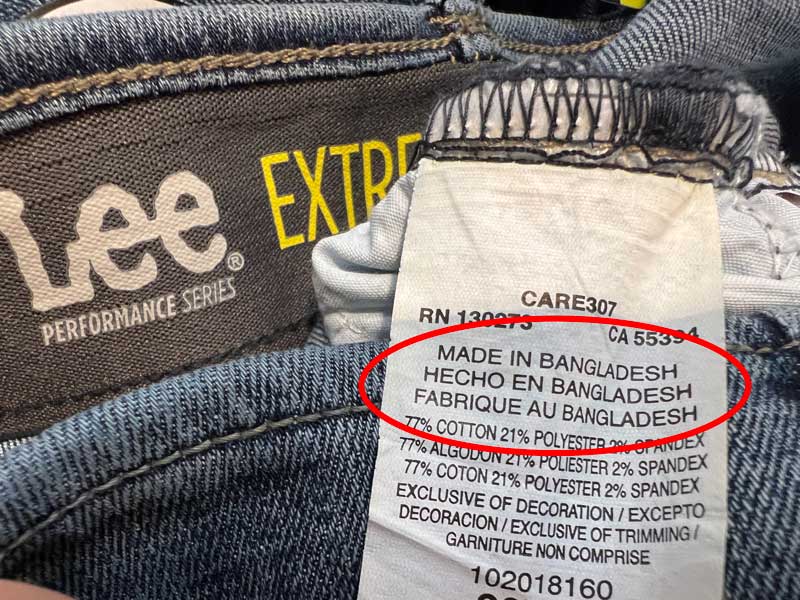 Lee®
PERFORMANCE SERIES
CARE307
RN 130273
CA 55394
MADE IN BANGLADESH
HECHO EN BANGLADESH
FABRIQUE AU BANGLADESH
77% COTTON 21% POLYESTER 2% SPANDEX
77% ALGODON 21% POLIESTER 2% SPANDEX
77% COTON 21% POLYESTER 2% SPANDEX
EXCLUSIVE OF DECORATION / EXCEPTO
DECORACION / EXCLUSIVE OF TRIMMING /
GARNITURE NON COMPRISE
102018160